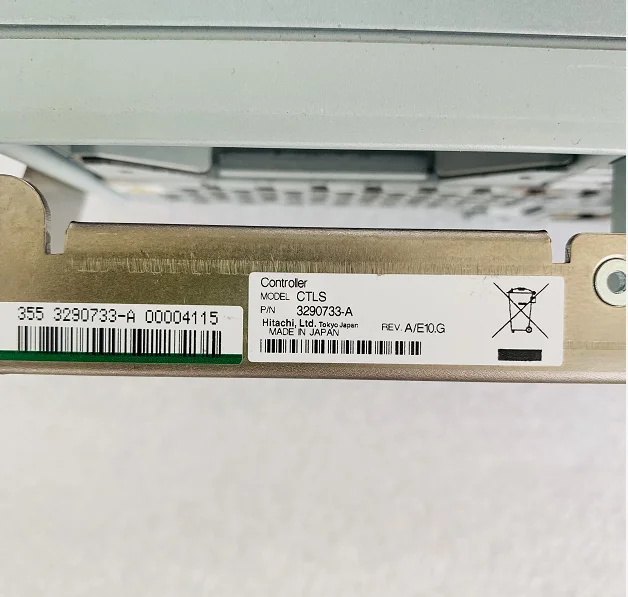 355 3290733-A 00004115
Controller
MODEL CTLS
P/N 3290733-A
Hitachi, Ltd. Tokyo Japan REV. A/E10.G
MADE IN JAPAN